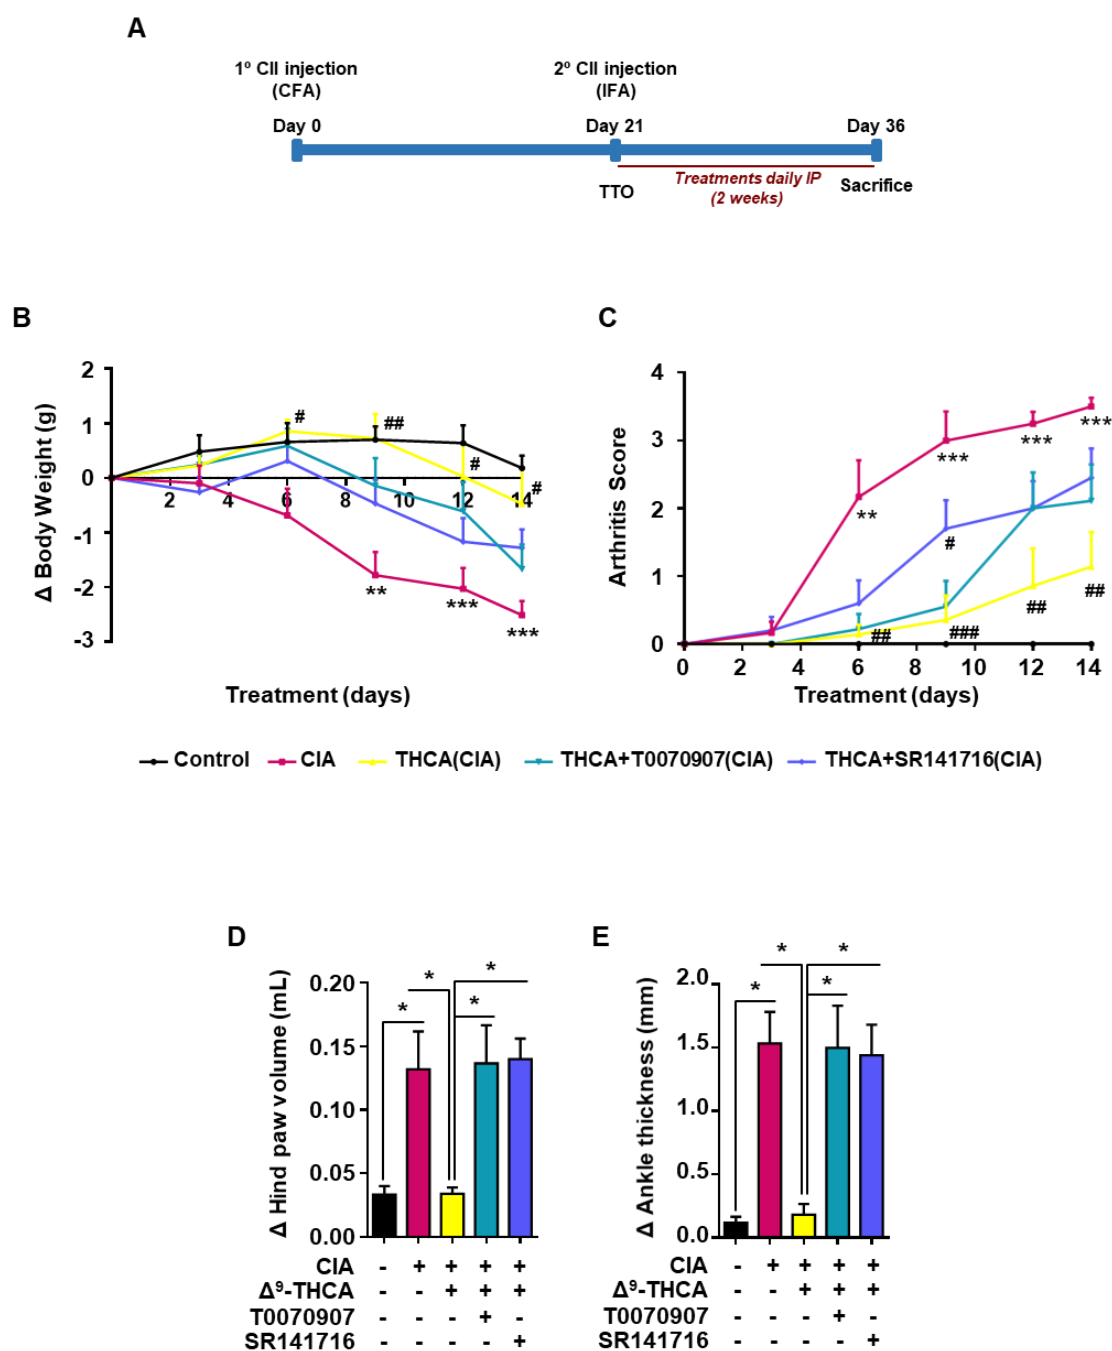 A
1º CII injection
(CFA)
2º CII injection
(IFA)
Day 0
Day 21
Day 36
Treatments daily IP
(2 weeks)
TTO
Sacrifice
B
Δ Body Weight (g)
2
1
0
-1
-2
-3
2
4
6
8
10
12
14
#
##
#
#
**
***
***
Treatment (days)
C
Arthritis Score
4
3
2
1
0
0
2
4
6
8
10
12
14
**
***
***
***
#
##
###
##
##
Treatment (days)
Control
CIA
THCA(CIA)
THCA+T0070907(CIA)
THCA+SR141716(CIA)
D
Δ Hind paw volume (mL)
0.20
0.15
0.10
0.05
0.00
*
*
*
*
CIA - + + + +
Δ⁹-THCA - - + + +
T0070907 - - - + -
SR141716 - - - - +
E
Δ Ankle thickness (mm)
2.0
1.5
1.0
0.5
0.0
*
*
*
*
CIA - + + + +
Δ⁹-THCA - - + + +
T0070907 - - - + -
SR141716 - - - - +